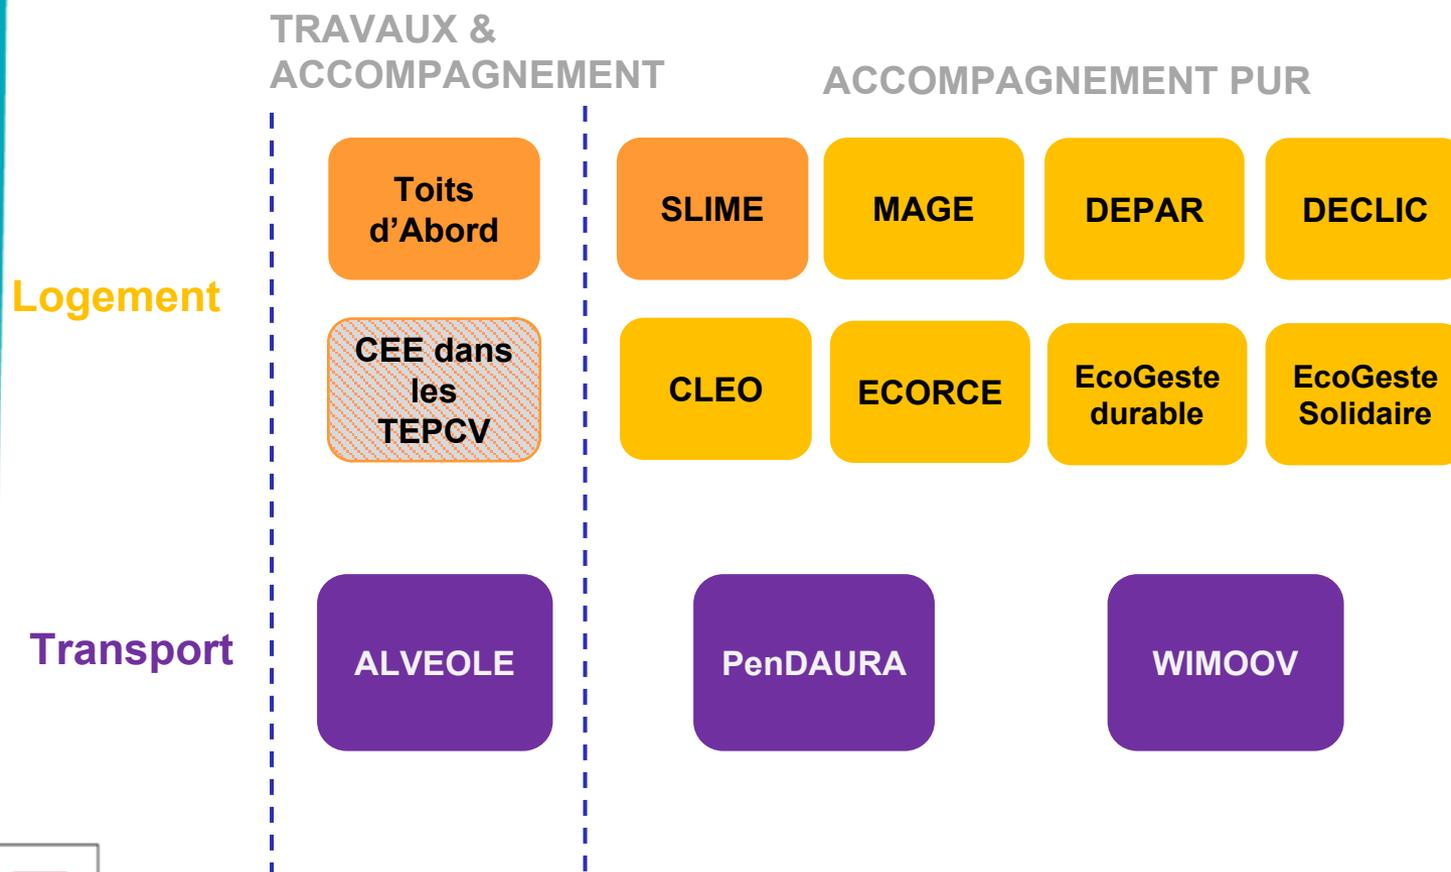 TRAVAUX &
ACCOMPAGNEMENT
ACCOMPAGNEMENT PUR
Logement
Toits
d’Abord
SLIME
MAGE
DEPAR
DECLIC
CEE dans
les
TEPCV
CLEO
ECORCE
EcoGeste
durable
EcoGeste
Solidaire
Transport
ALVEOLE
PenDAURA
WIMOOV